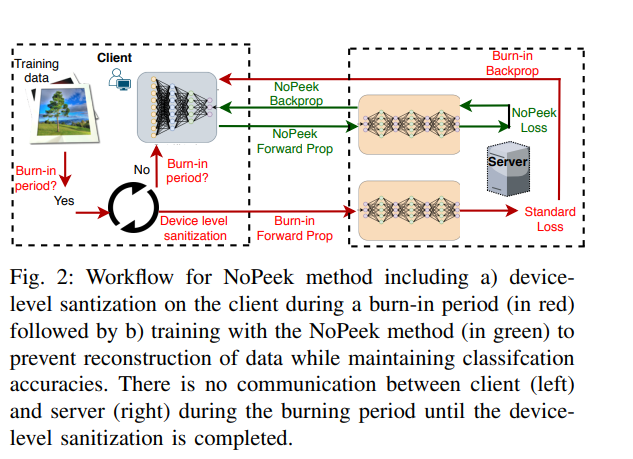 Training
data
Client
Burn-in
Backprop
NoPeek
Backprop
NoPeek
Forward Prop
NoPeek
Loss
Server
Burn-in
period?
Yes
No
Burn-in
period?
Device level
sanitization
Burn-in
Forward Prop
Standard
Loss
Fig. 2: Workflow for NoPeek method including a) device-
level santization on the client during a burn-in period (in red)
followed by b) training with the NoPeek method (in green) to
prevent reconstruction of data while maintaining classifcation
accuracies. There is no communication between client (left)
and server (right) during the burning period until the device-
level sanitization is completed.